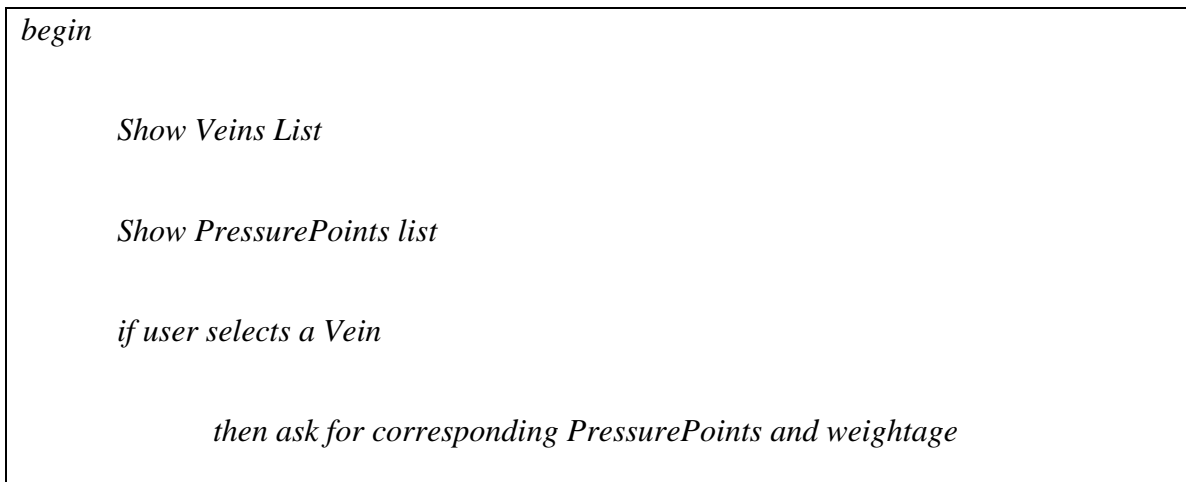 begin
Show Veins List
Show PressurePoints list
if user selects a Vein
then ask for corresponding PressurePoints and weightage